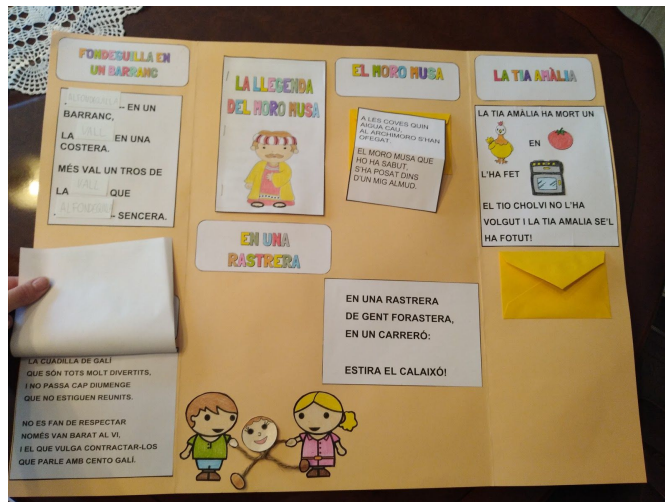 FONDEGUILLA EN
UN BARRANC
ALFONDEGUILLA EN UN
BARRANC,
LA VALL EN UNA
COSTERA.
MÉS VAL UN TROS DE
LA VALL QUE
SENCERA.
LA LLEGENDA
DEL MORO MUSA
EL MORO MUSA
A LES COVES QUIN
AIGUA CAU,
AL ARCHIMORO S'HAN
OFEGAT.
EL MORO MUSA QUE
HO HA SABUT,
S'HA POSAT DINS
D'UN MIG ALMUD.
LA TIA AMÀLIA
LA TIA AMÀLIA HA MORT UN
EN
L'HA FET
EL TIO CHOLVI NO L'HA
VOLGUT I LA TIA AMALIA SE'L
HA FOTUT!
EN UNA
RASTRERA
EN UNA RASTRERA
DE GENT FORASTERA,
EN UN CARRERÓ:
ESTIRA EL CALAIXÓ!
LA CUADILLA DE GALÍ
QUE SÓN TOTS MOLT DIVERTITS,
I NO PASSA CAP DIUMENGE
QUE NO ESTIGUEN REUNITS.
NO ES FAN DE RESPECTAR
NOMÉS VAN BARAT AL VI,
I EL QUE VULGA CONTRACTAR-LOS
QUE PARLE AMB CENTO GALÍ.